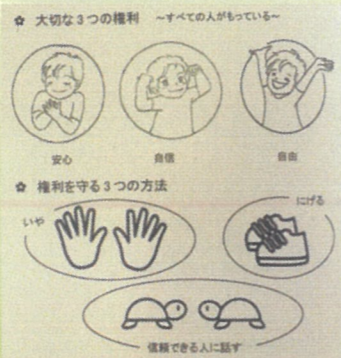 ✿ 大切な3つの権利 ～すべての人がもっている～
安心 自信 自由
✿ 権利を守る3つの方法
いや
にげる
信頼できる人に話す